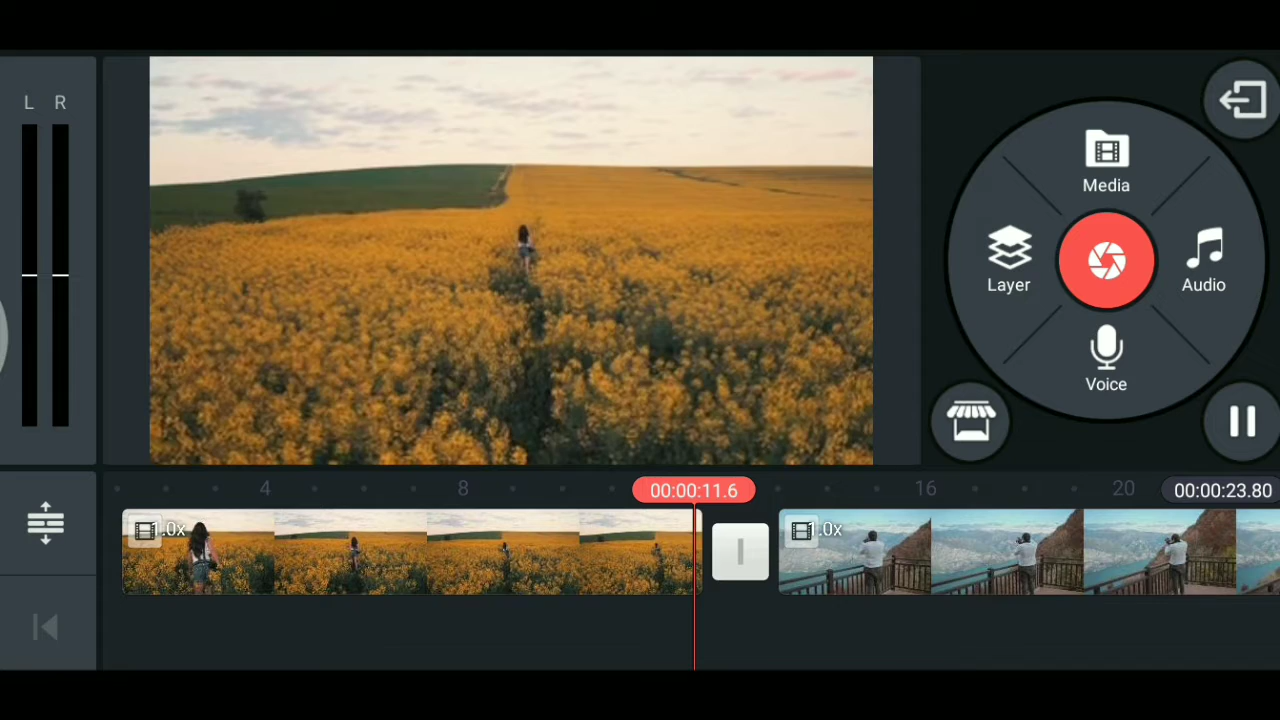 L R
Media
Layer
Audio
Voice
4
8
00:00:11.6
16
20
00:00:23.80
1.0x
1.0x